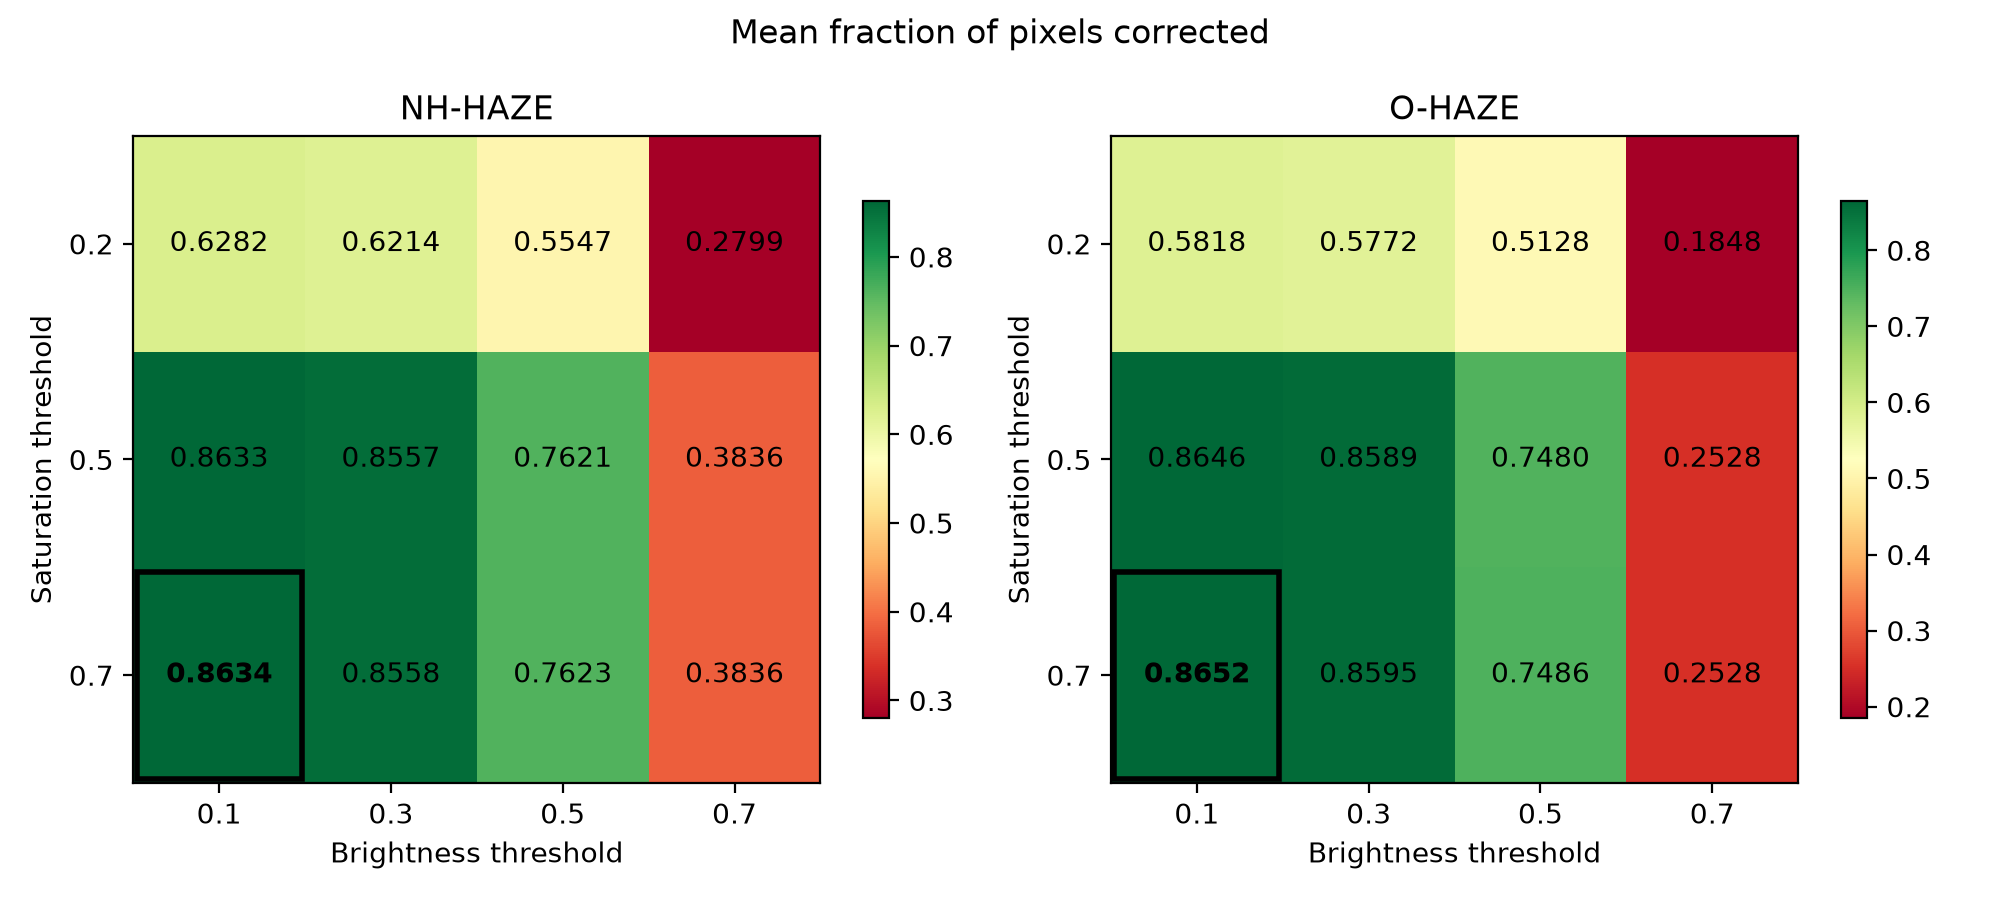 Mean fraction of pixels corrected
NH-HAZE
Saturation threshold
0.2
0.6282 0.6214 0.5547 0.2799
0.5
0.8633 0.8557 0.7621 0.3836
0.7
0.8634 0.8558 0.7623 0.3836
0.1 0.3 0.5 0.7
Brightness threshold
0.8
0.7
0.6
0.5
0.4
0.3
O-HAZE
Saturation threshold
0.2
0.5818 0.5772 0.5128 0.1848
0.5
0.8646 0.8589 0.7480 0.2528
0.7
0.8652 0.8595 0.7486 0.2528
0.1 0.3 0.5 0.7
Brightness threshold
0.8
0.7
0.6
0.5
0.4
0.3
0.2